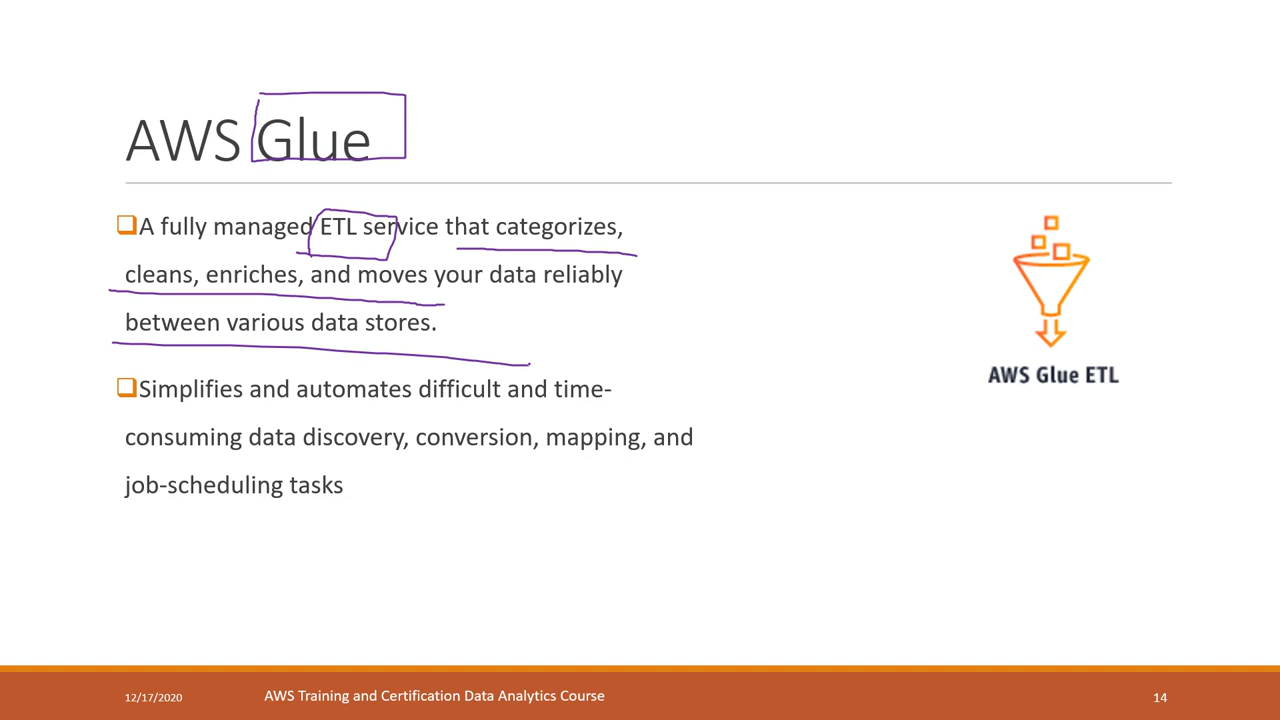 AWS Glue
A fully managed ETL service that categorizes,
cleans, enriches, and moves your data reliably
between various data stores.
Simplifies and automates difficult and time-
consuming data discovery, conversion, mapping, and
job-scheduling tasks
AWS Glue ETL
12/17/2020
AWS Training and Certification Data Analytics Course
14